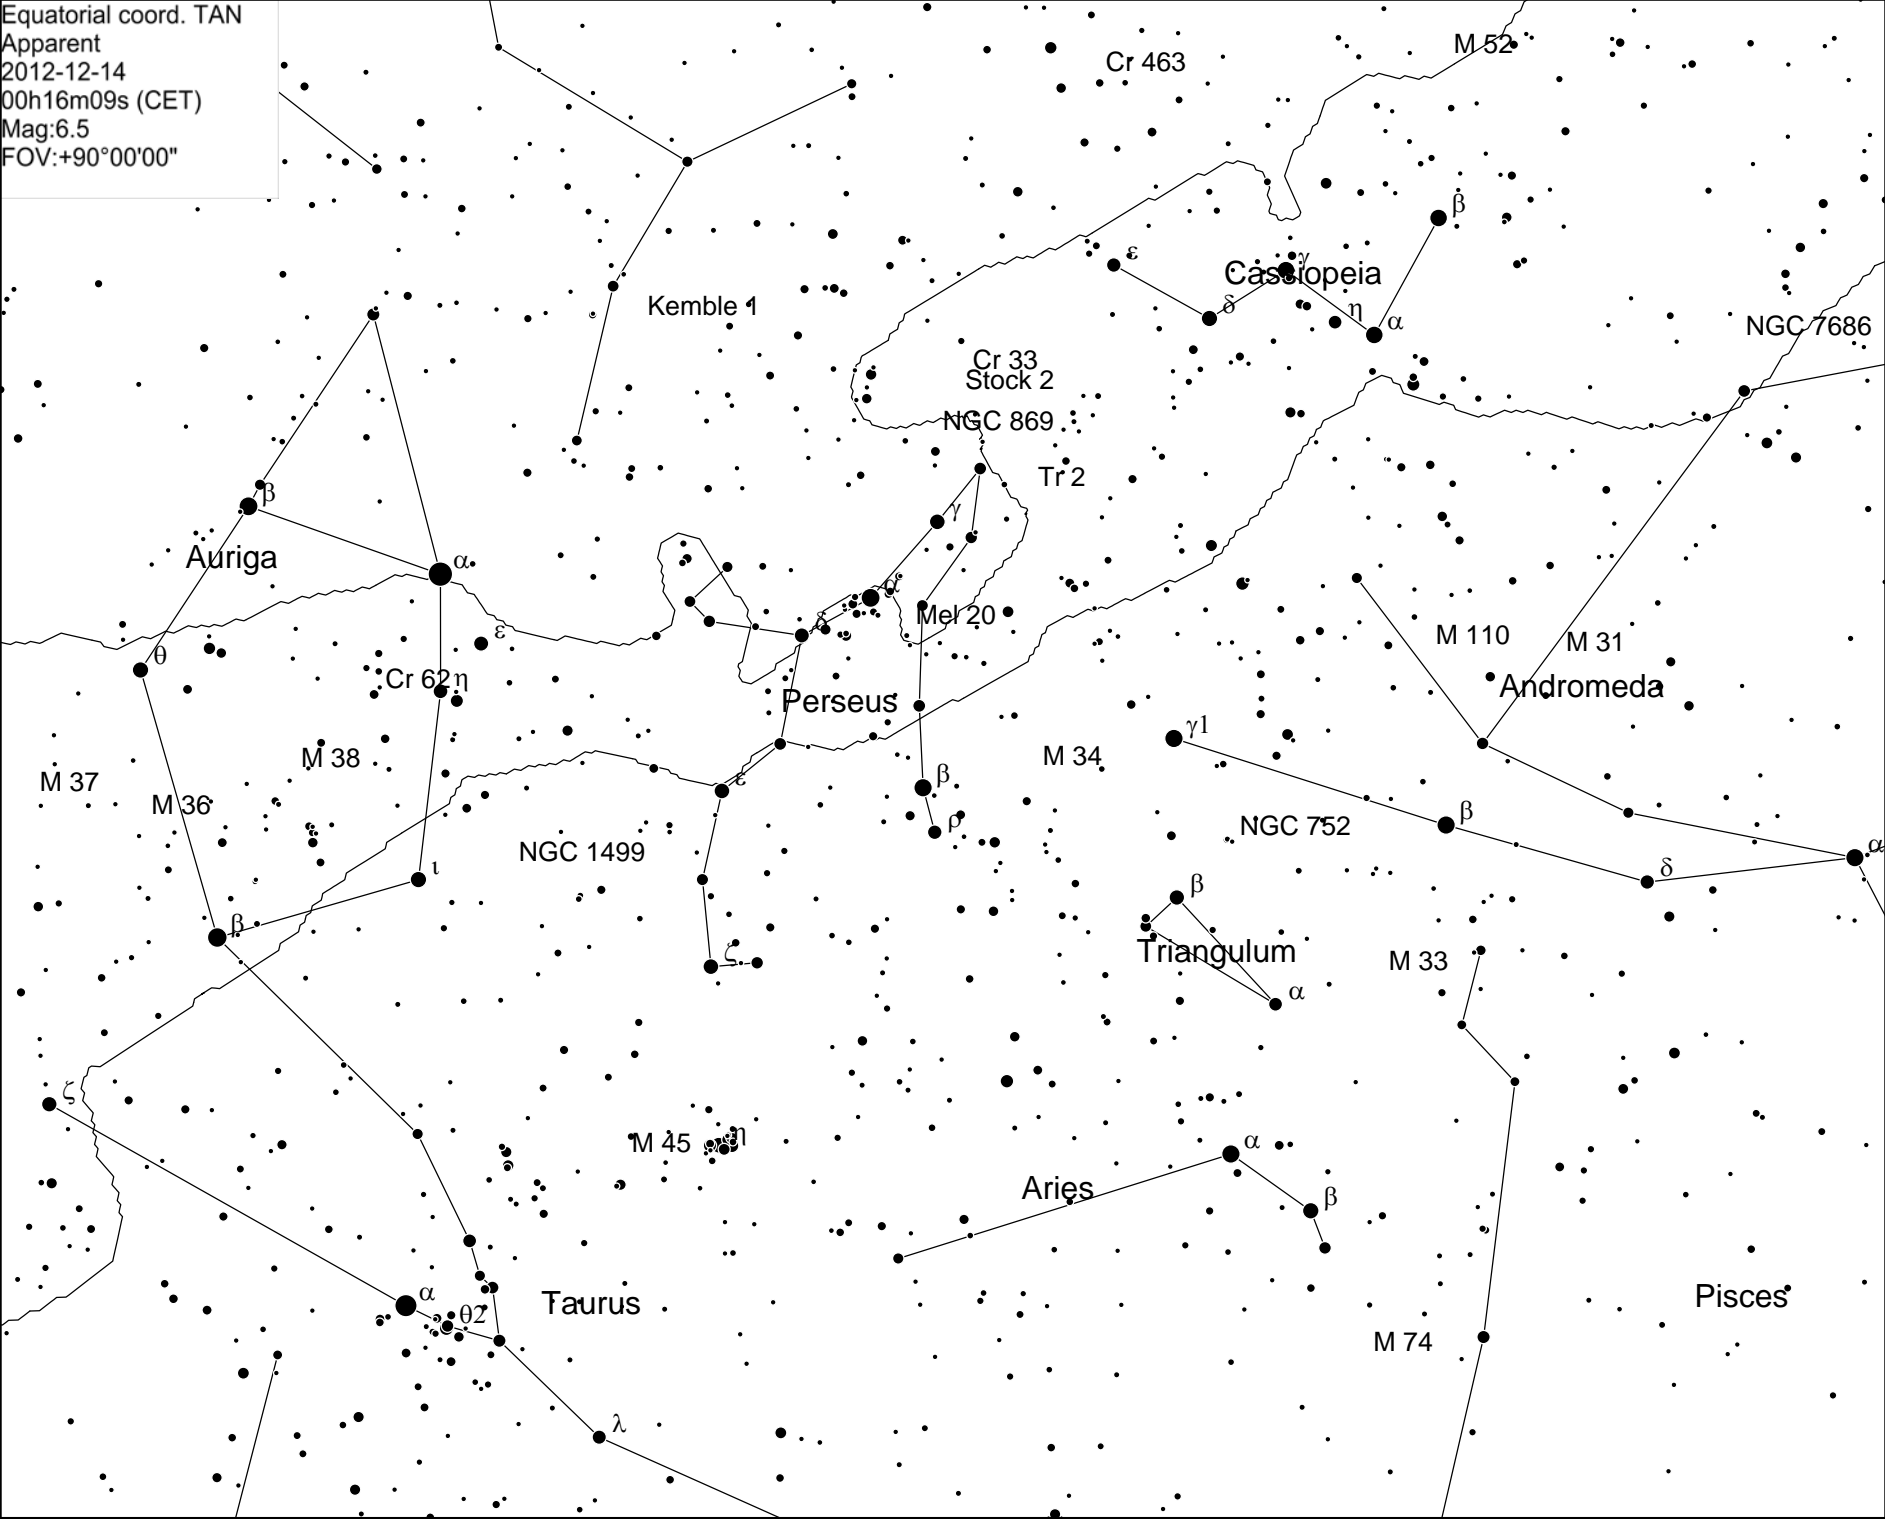 Equatorial coord. TAN
Apparent
2012-12-14
00h16m09s (CET)
Mag:6.5
FOV:+90°00'00"
M 52
Cr 463
β
ε
γ
Cassiopeia
δ
η
α
Kemble 1
NGC 7686
Cr 33
Stock 2
NGC 869
Tr 2
β
γ
Auriga
α
α
δ
Mel 20
ε
θ
M 110
M 31
Cr 62
η
Andromeda
Perseus
γ1
M 38
M 34
M 37
β
ε
M 36
β
ρ
NGC 752
α
NGC 1499
ι
δ
β
β
ζ
Triangulum
M 33
α
ζ
M 45
η
α
Aries
β
α
Taurus
θ2
Pisces
M 74
λ